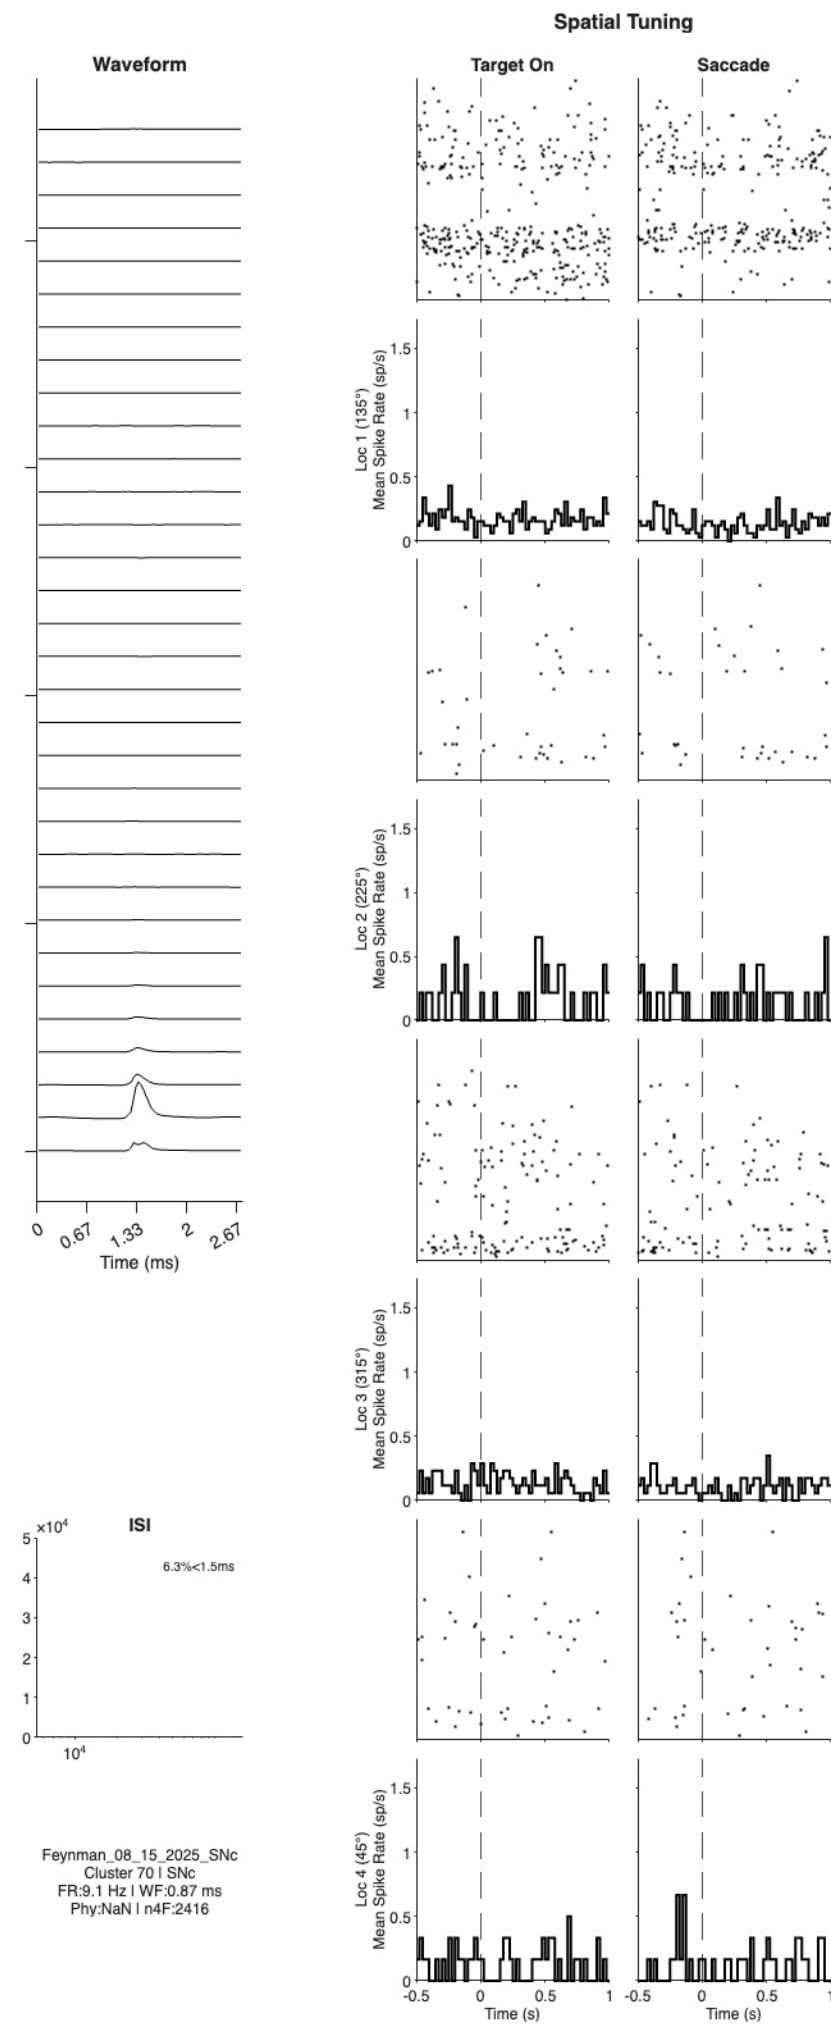 Spatial Tuning
Waveform
Target On
Saccade
0
0.67
1.33
2
2.67
Time (ms)
Loc 1 (135°)
Mean Spike Rate (sp/s)
1.5
1
0.5
0
Loc 2 (225°)
Mean Spike Rate (sp/s)
1.5
1
0.5
0
Loc 3 (315°)
Mean Spike Rate (sp/s)
1.5
1
0.5
0
ISI
×10⁴
5
4
3
2
1
0
6.3%<1.5ms
10⁴
Feynman_08_15_2025_SNc
Cluster 70 | SNc
FR:9.1 Hz | WF:0.87 ms
Phy:NaN | n4F:2416
Loc 4 (45°)
Mean Spike Rate (sp/s)
1.5
1
0.5
0
-0.5 0 0.5 1
Time (s)
-0.5 0 0.5 1
Time (s)